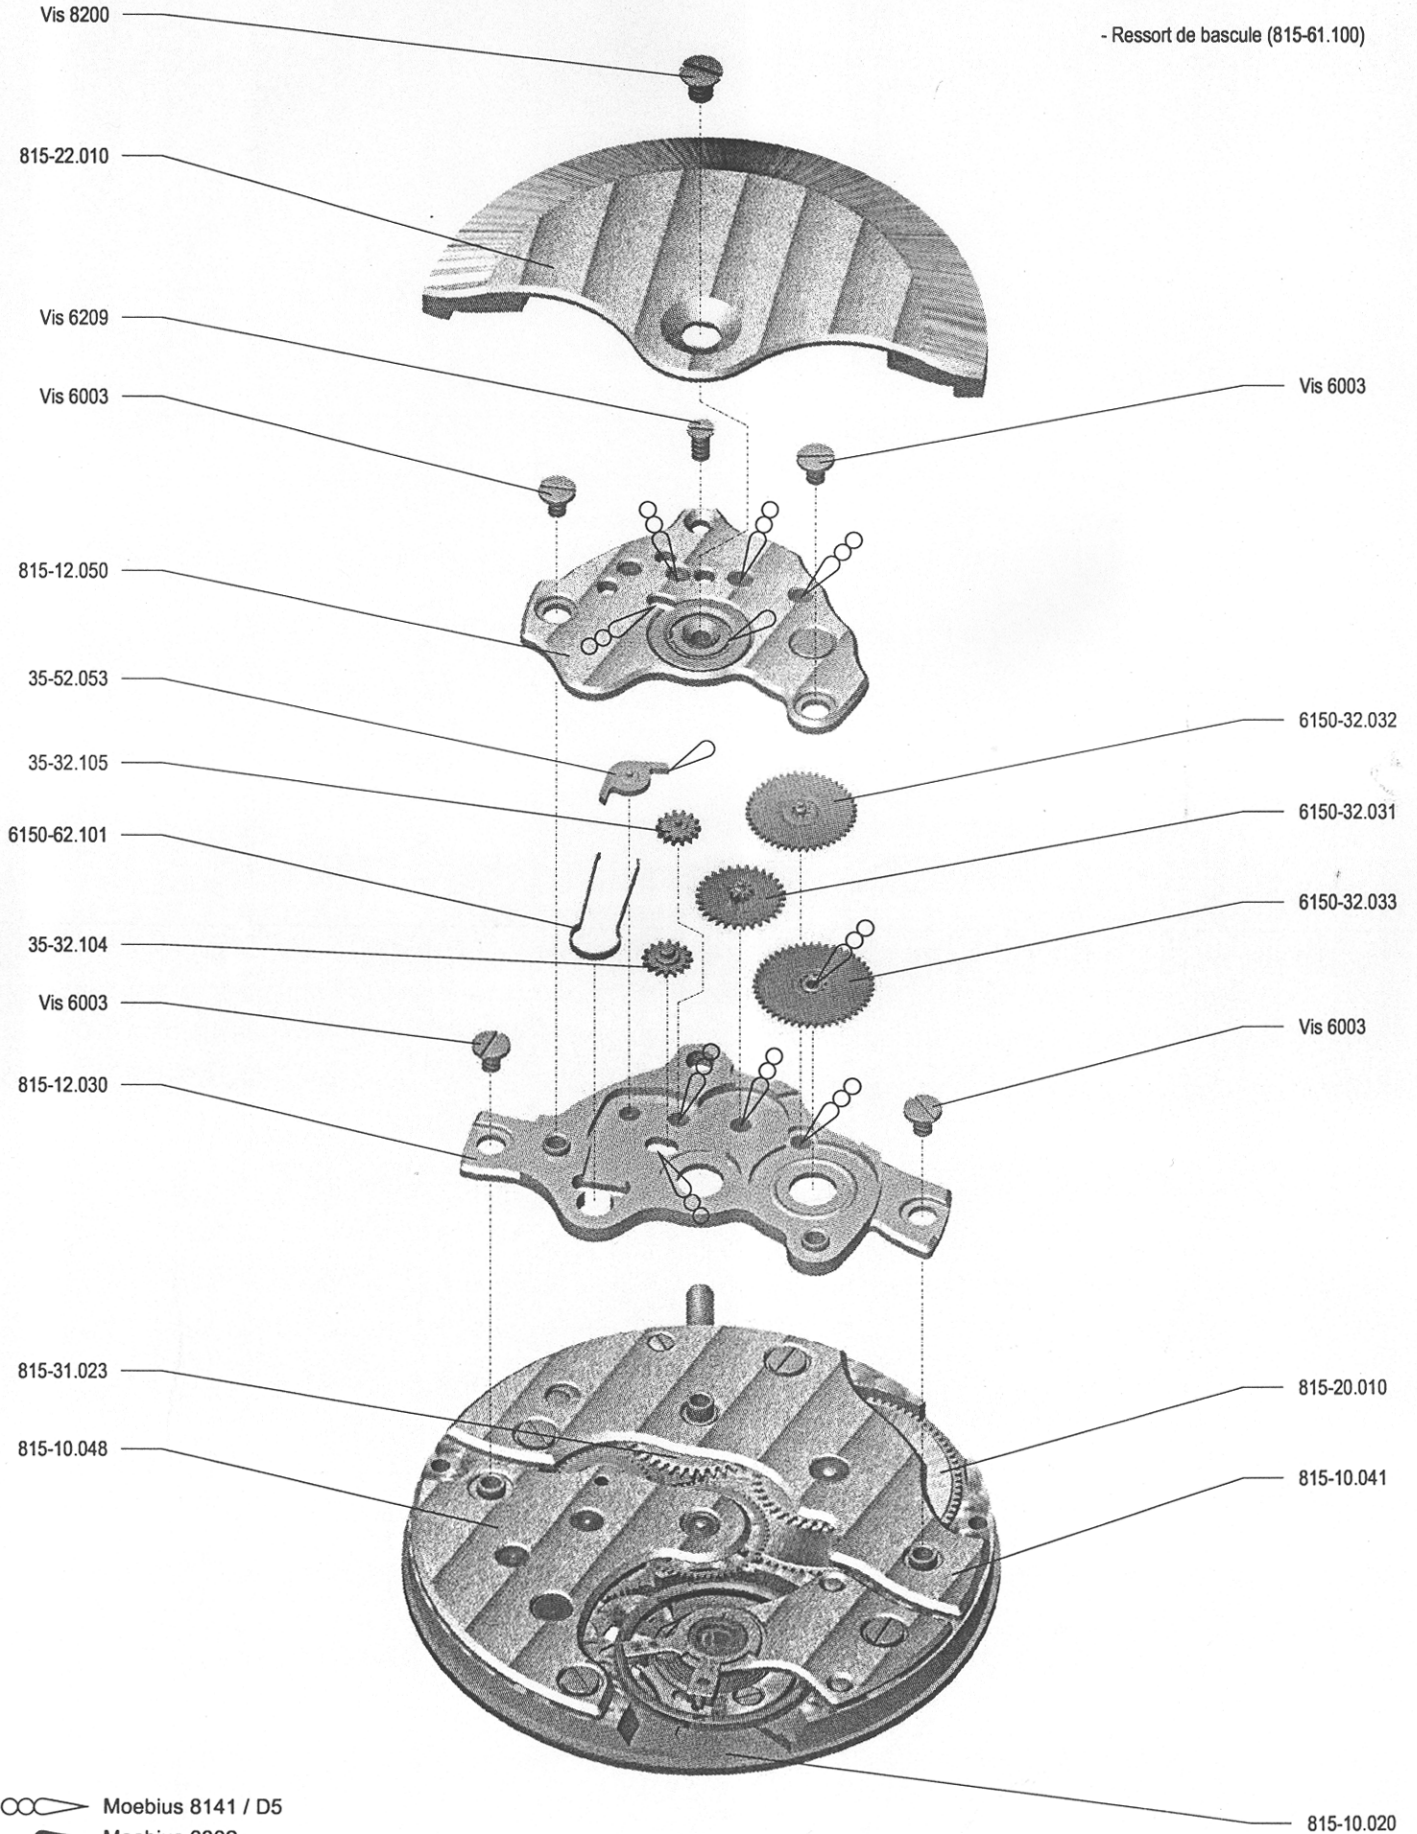 Vis 8200
- Ressort de bascule (815-61.100)
815-22.010
Vis 6209
Vis 6003
Vis 6003
815-12.050
35-52.053
6150-32.032
35-32.105
6150-32.031
6150-62.101
6150-32.033
35-32.104
Vis 6003
Vis 6003
815-12.030
815-31.023
815-20.010
815-10.048
815-10.041
Moebius 8141 / D5
815-10.020